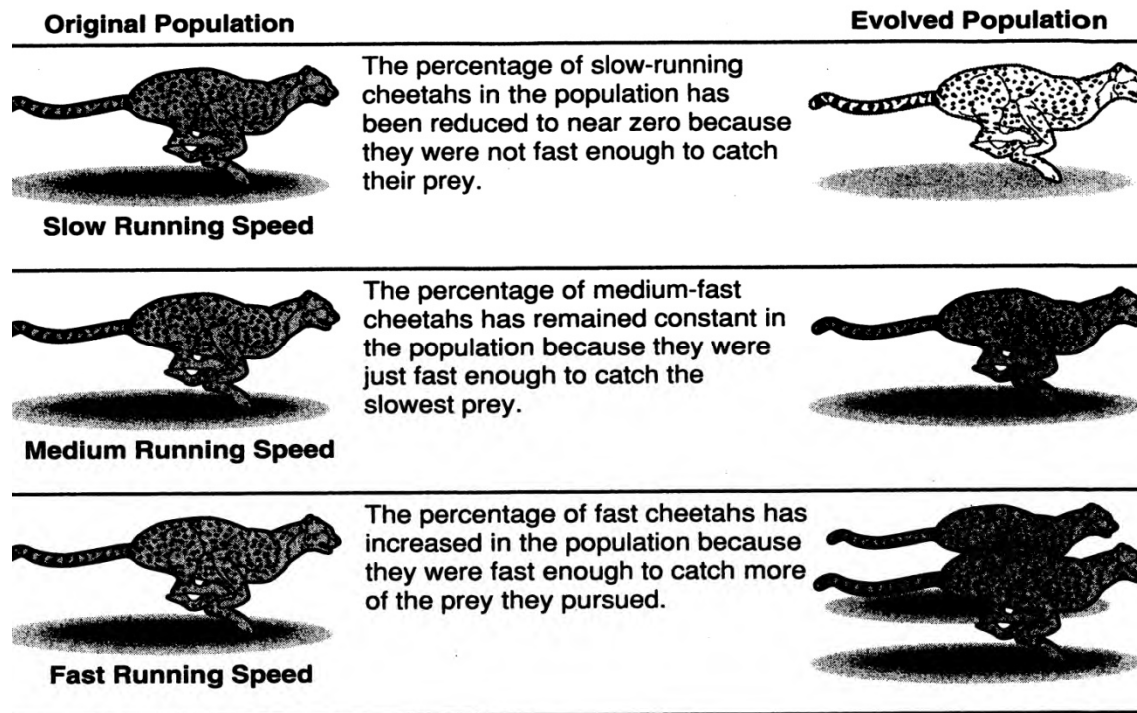 Original Population
Evolved Population
The percentage of slow-running
cheetahs in the population has
been reduced to near zero because
they were not fast enough to catch
their prey.
Slow Running Speed
The percentage of medium-fast
cheetahs has remained constant in
the population because they were
just fast enough to catch the
slowest prey.
Medium Running Speed
The percentage of fast cheetahs has
increased in the population because
they were fast enough to catch more
of the prey they pursued.
Fast Running Speed